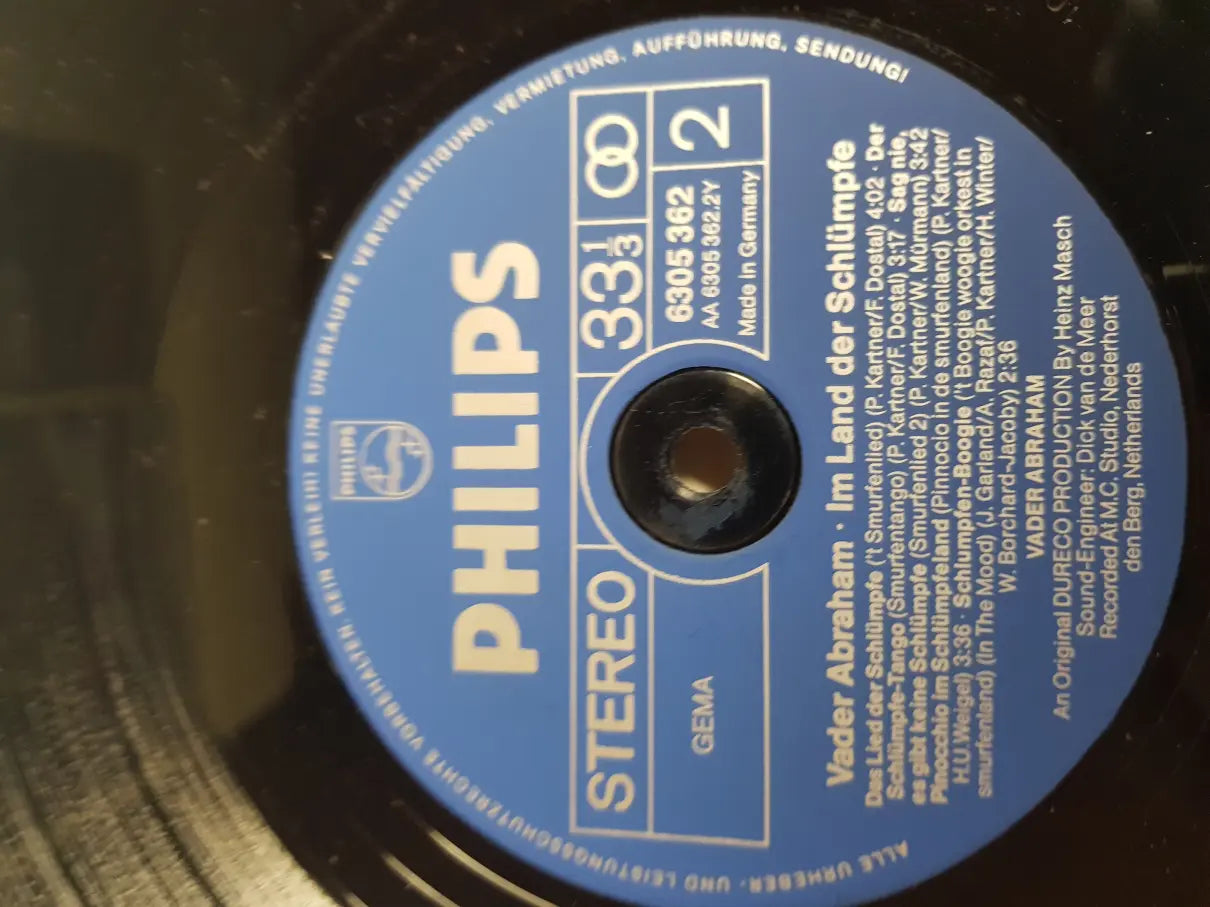 ALLE URHEBER- UND LEISTUNGSSCHUTZRECHTE VORBEHALTEN. KEIN VERLEIH! KEINE UNERLAUBTE VERVIELFÄLTIGUNG, VERMIETUNG, AUFFÜHRUNG, SENDUNG!
PHILIPS
PHILIPS
STEREO 33 1/3
GEMA
6305 362
AA 6305 362.2Y
Made in Germany
2
Vader Abraham · Im Land der Schlümpfe
Das Lied der Schlümpfe ('t Smurfenlied) (P. Kartner/F. Dostal) 4:02 · Der
Schlümpfe-Tango (Smurfentango) (P. Kartner/F. Dostal) 3:17 · Sag nie,
es gibt keine Schlümpfe (Smurfenlied 2) (P. Kartner/W. Mürmann) 3:42
Pinocchio im Schlümpfeland (Pinnocio in de smurfenland) (P. Kartner/
H.U. Weigel) 3:36 · Schlumpfen-Boogie ('t Boogie woogie orkest in
smurfenland) (In The Mood) (J. Garland/A. Razaf/P. Kartner/H. Winter/
W. Borchard-Jacoby) 2:36
VADER ABRAHAM
An Original DURECO PRODUCTION By Heinz Masch
Sound-Engineer: Dick van de Meer
Recorded At M.C. Studio, Nederhorst
den Berg, Netherlands